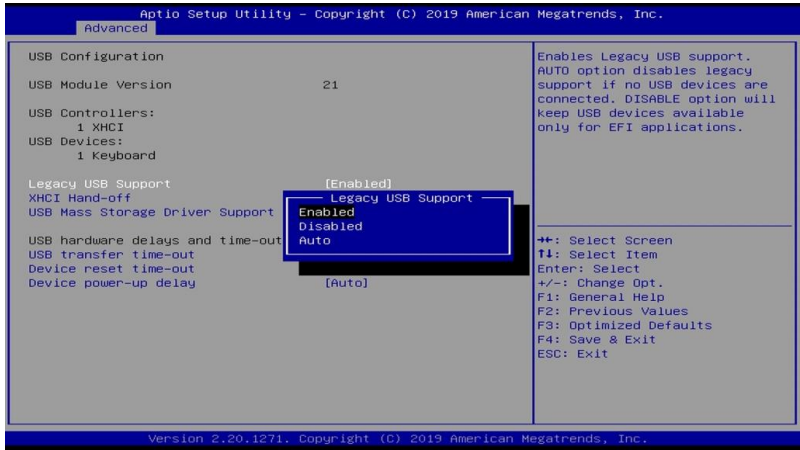 Aptio Setup Utility – Copyright (C) 2019 American Megatrends, Inc.
Advanced
USB Configuration
USB Module Version 21
USB Controllers:
1 XHCI
USB Devices:
1 Keyboard
Legacy USB Support [Enabled]
XHCI Hand-off
USB Mass Storage Driver Support
USB hardware delays and time-out
USB transfer time-out
Device reset time-out
Device power-up delay [Auto]
Legacy USB Support
Enabled
Disabled
Auto
Enables Legacy USB support.
AUTO option disables legacy
support if no USB devices are
connected. DISABLE option will
keep USB devices available
only for EFI applications.
→←: Select Screen
↑↓: Select Item
Enter: Select
+/-: Change Opt.
F1: General Help
F2: Previous Values
F3: Optimized Defaults
F4: Save & Exit
ESC: Exit
Version 2.20.1271. Copyright (C) 2019 American Megatrends, Inc.